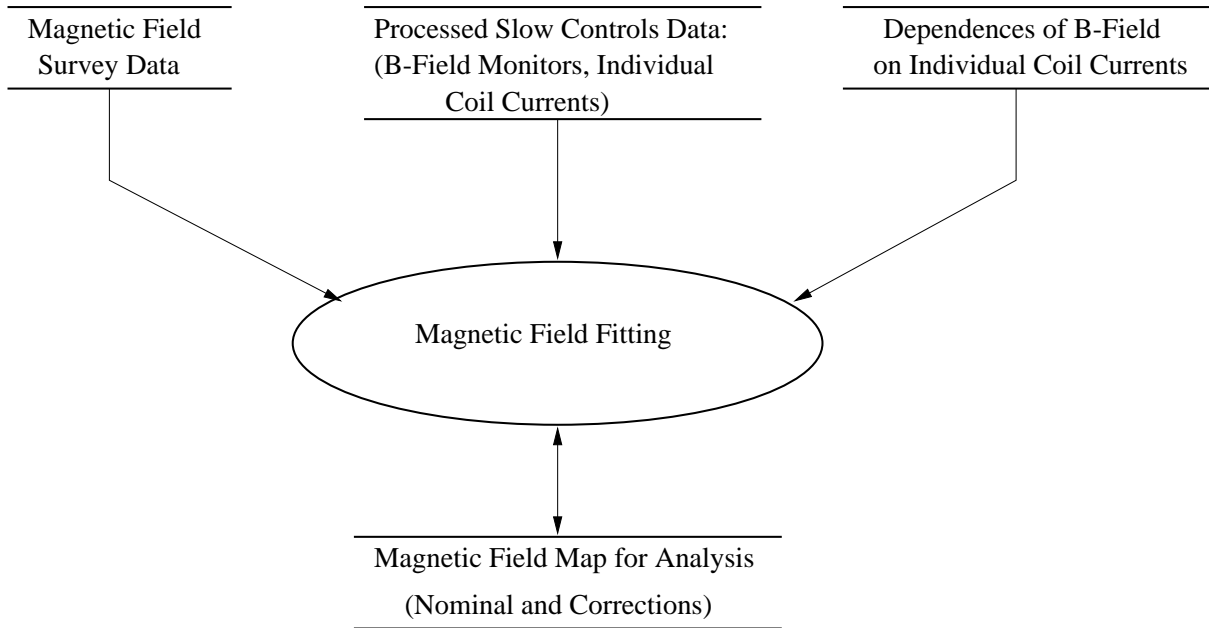 Magnetic Field
Survey Data
Processed Slow Controls Data:
(B-Field Monitors, Individual
Coil Currents)
Dependences of B-Field
on Individual Coil Currents
Magnetic Field Fitting
Magnetic Field Map for Analysis
(Nominal and Corrections)